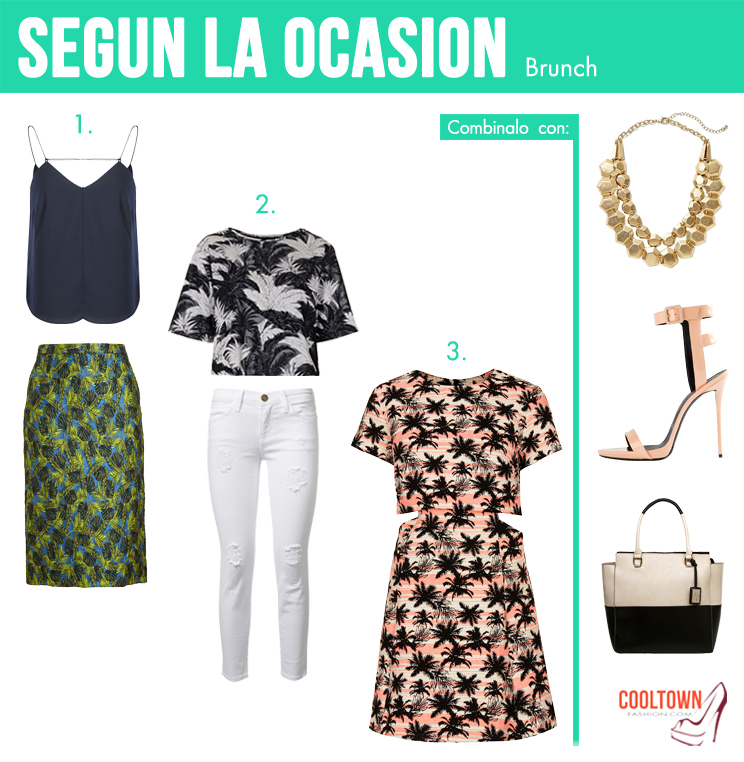 SEGUN LA OCASION Brunch
1.
Combinalo con:
2.
3.
COOLTOWN
FASHION.COM